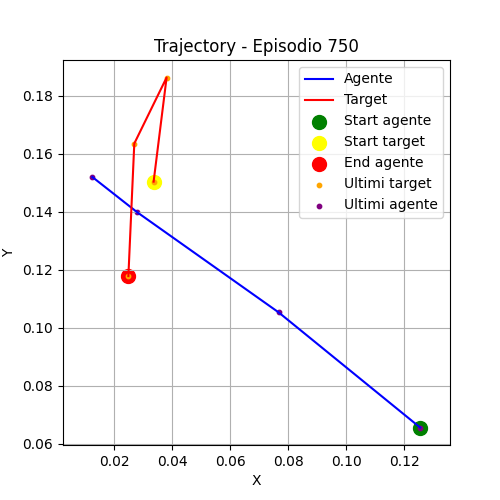 Trajectory - Episodio 750
Agente
Target
Start agente
Start target
End agente
Ultimi target
Ultimi agente
0.18
0.16
0.14
0.12
0.10
0.08
0.06
Y
0.02
0.04
0.06
0.08
0.10
0.12
X